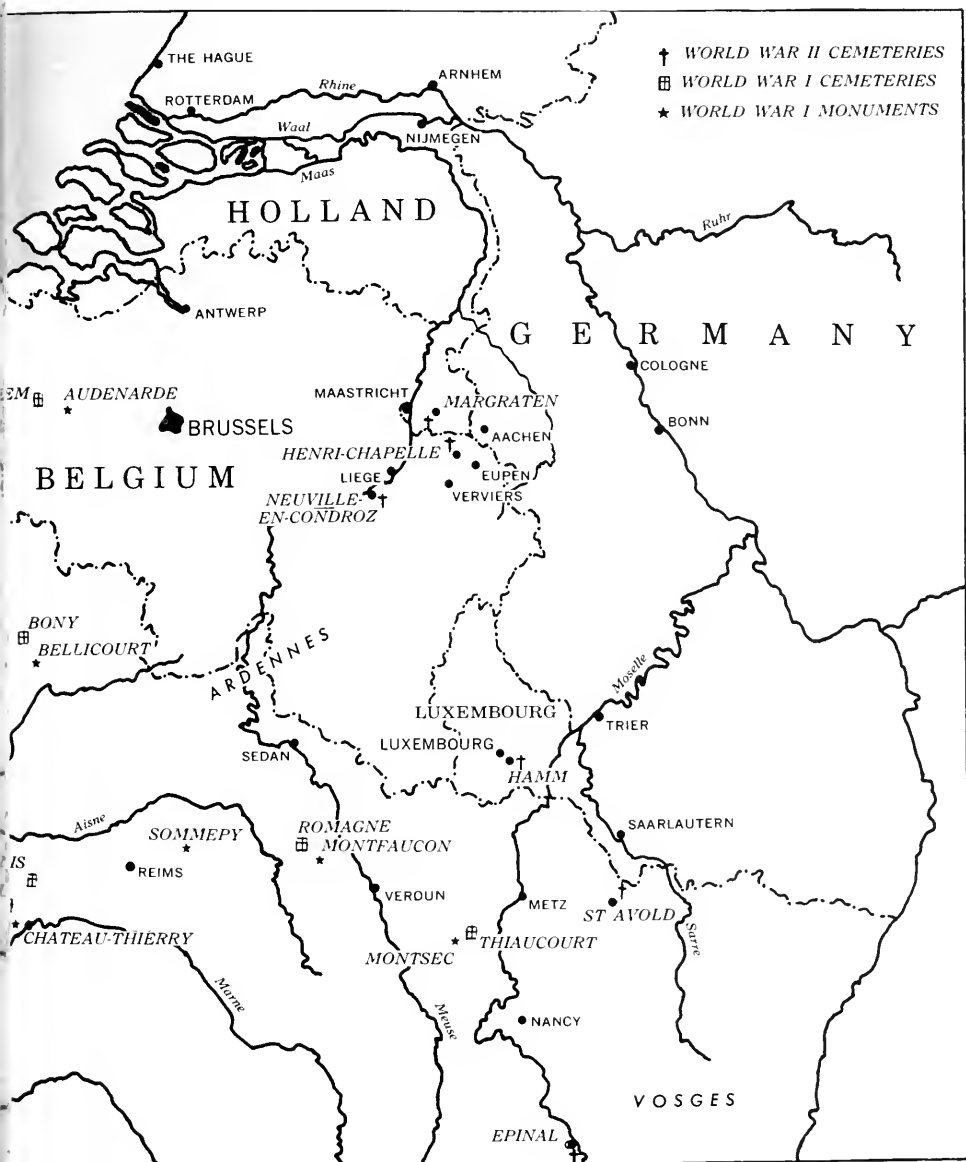 † WORLD WAR II CEMETERIES
WORLD WAR I CEMETERIES
★ WORLD WAR I MONUMENTS
THE HAGUE
ARNHEM
Rhine
ROTTERDAM
Waal
NIJMEGEN
Maas
HOLLAND
Ruhr
ANTWERP
GERMANY
COLOGNE
EM
AUDENARDE
MAASTRICHT
MARGRATEN
BRUSSELS
BONN
AACHEN
HENRI-CHAPELLE
BELGIUM
LIEGE
EUPEN
VERVIERS
NEUVILLE-
EN-CONDROZ
BONY
BELLICOURT
ARDENNES
Moselle
LUXEMBOURG
TRIER
LUXEMBOURG
SEDAN
HAMM
Aisne
SOMMEPY
ROMAGNE
MONTFAUCON
SAARLAUTERN
IS
REIMS
VERDUN
METZ
ST AVOLD
CHATEAU-THIERRY
THIAUCOURT
MONTSEC
Sarre
Marne
Meuse
NANCY
VOSGES
EPINAL